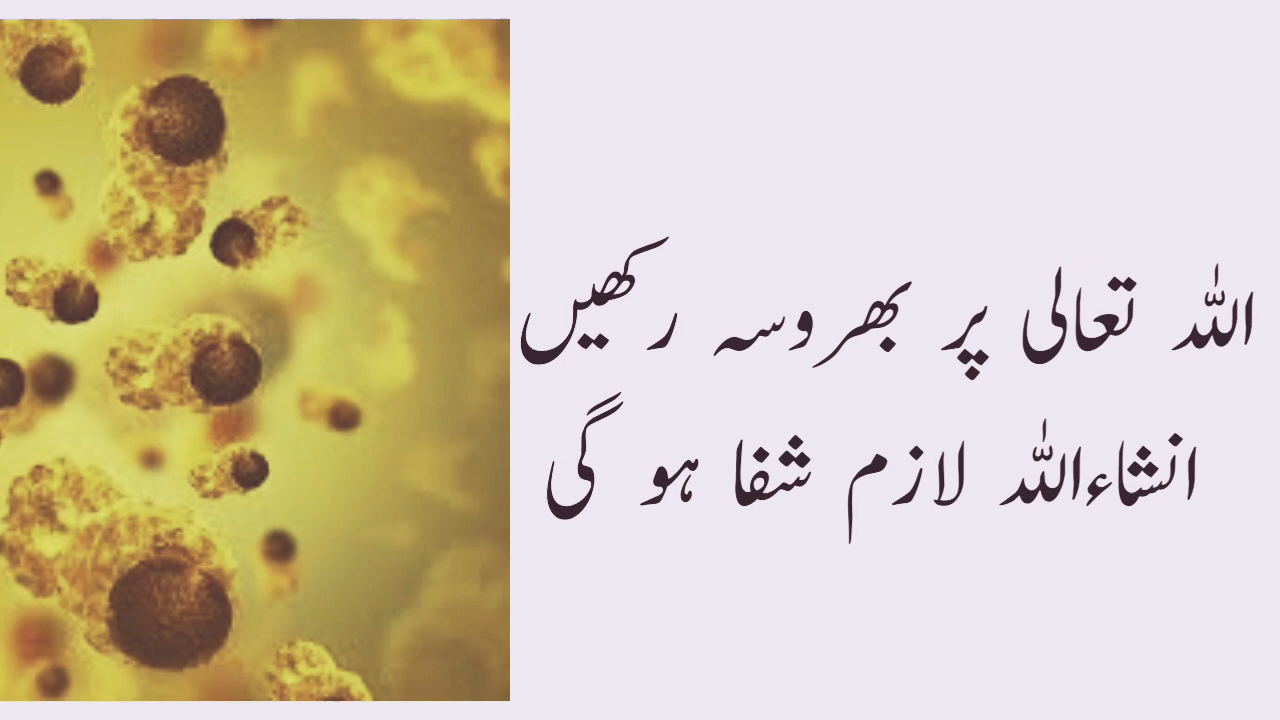 اللہ تعالی پر بھروسہ رکھیں
انشاءاللہ لازم شفا ہو گی